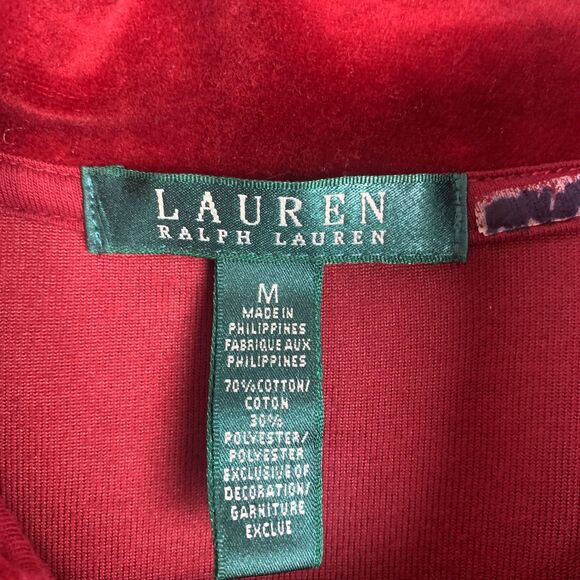 LAUREN
RALPH LAUREN
M
MADE IN
PHILIPPINES
FABRIQUE AUX
PHILIPPINES
70% COTTON/
COTON
30%
POLYESTER/
POLYESTER
EXCLUSIVE OF
DECORATION/
GARNITURE
EXCLUE